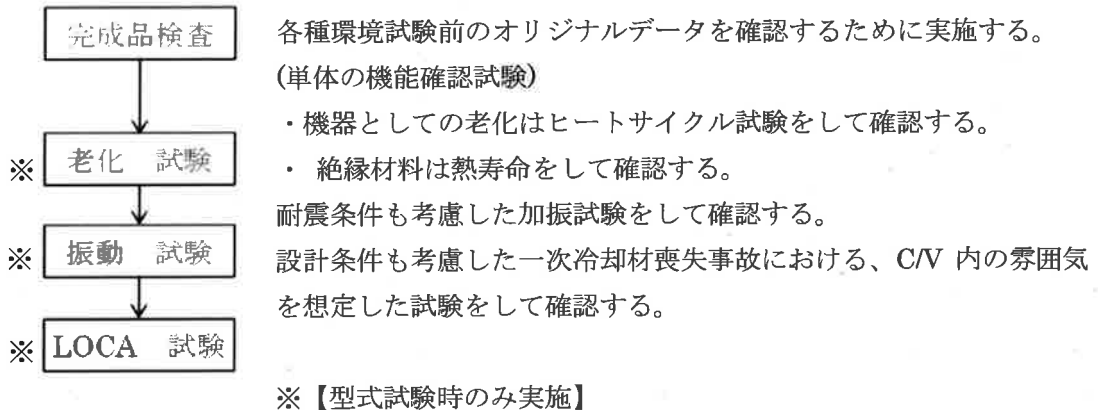 完成品検査
各種環境試験前のオリジナルデータを確認するために実施する。
(単体の機能確認試験)
・機器としての老化はヒートサイクル試験をして確認する。
※ 老化 試験
・ 絶縁材料は熱寿命をして確認する。
耐震条件も考慮した加振試験をして確認する。
※ 振動 試験
設計条件も考慮した一次冷却材喪失事故における、C/V 内の雰囲気
を想定した試験をして確認する。
※ LOCA 試験
※【型式試験時のみ実施】